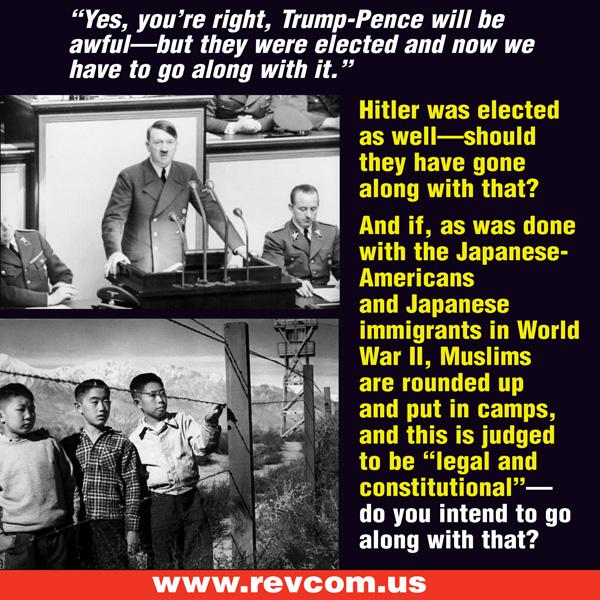 “Yes, you’re right, Trump-Pence will be
awful—but they were elected and now we
have to go along with it.”
Hitler was elected
as well—should
they have gone
along with that?
And if, as was done
with the Japanese-
Americans
and Japanese
immigrants in World
War II, Muslims
are rounded up
and put in camps,
and this is judged
to be “legal and
constitutional”—
do you intend to go
along with that?
www.revcom.us